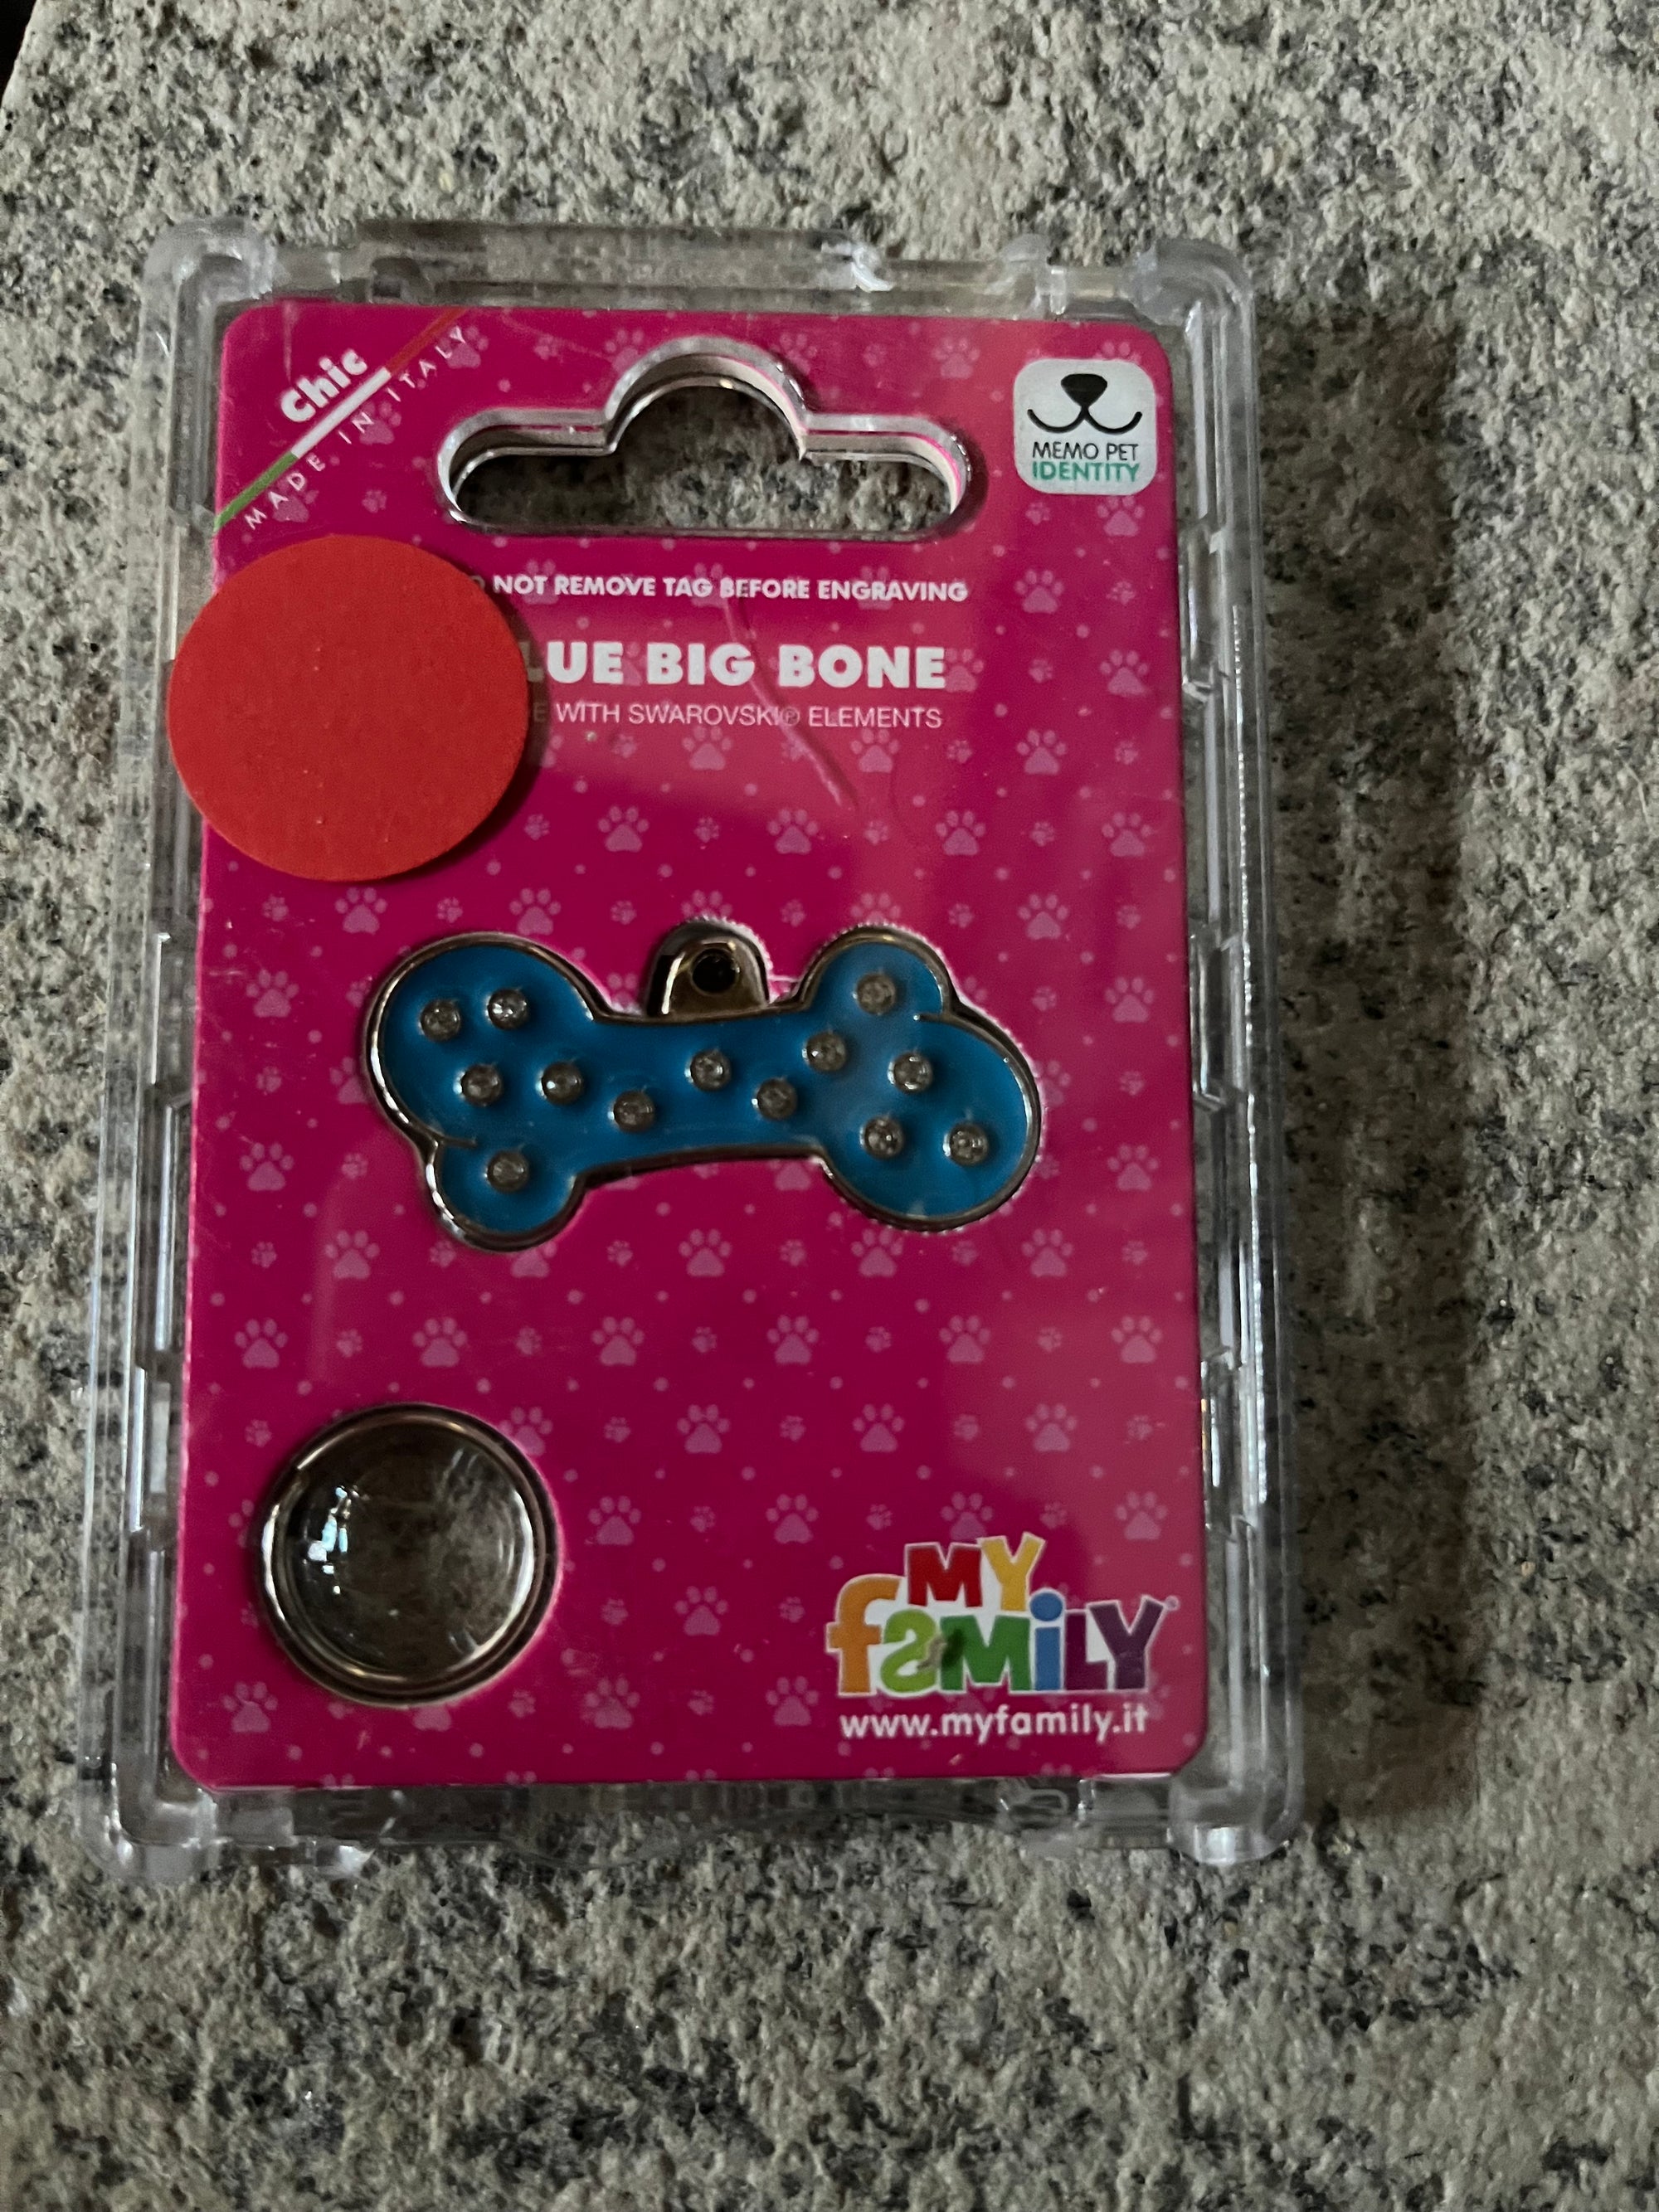 Chic
MADE IN ITALY
MEMO PET
IDENTITY
NOT REMOVE TAG BEFORE ENGRAVING
LUE BIG BONE
E WITH SWAROVSKI® ELEMENTS
MY
FAMILY
www.myfamily.it